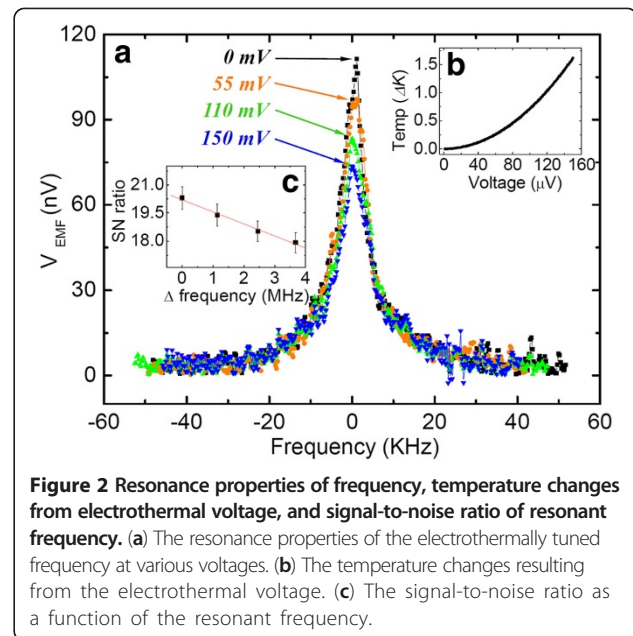 a
0 mV
55 mV
110 mV
150 mV
b
Temp (ΔK)
1.5
1.0
0.5
0.0
0 40 80 120 160
Voltage (μV)
c
SN ratio
21.0
19.5
18.0
0 1 2 3 4
Δ frequency (MHz)
V EMF (nV)
120
90
60
30
0
-60 -40 -20 0 20 40 60
Frequency (KHz)
Figure 2 Resonance properties of frequency, temperature changes
from electrothermal voltage, and signal-to-noise ratio of resonant
frequency. (a) The resonance properties of the electrothermally tuned
frequency at various voltages. (b) The temperature changes resulting
from the electrothermal voltage. (c) The signal-to-noise ratio as
a function of the resonant frequency.